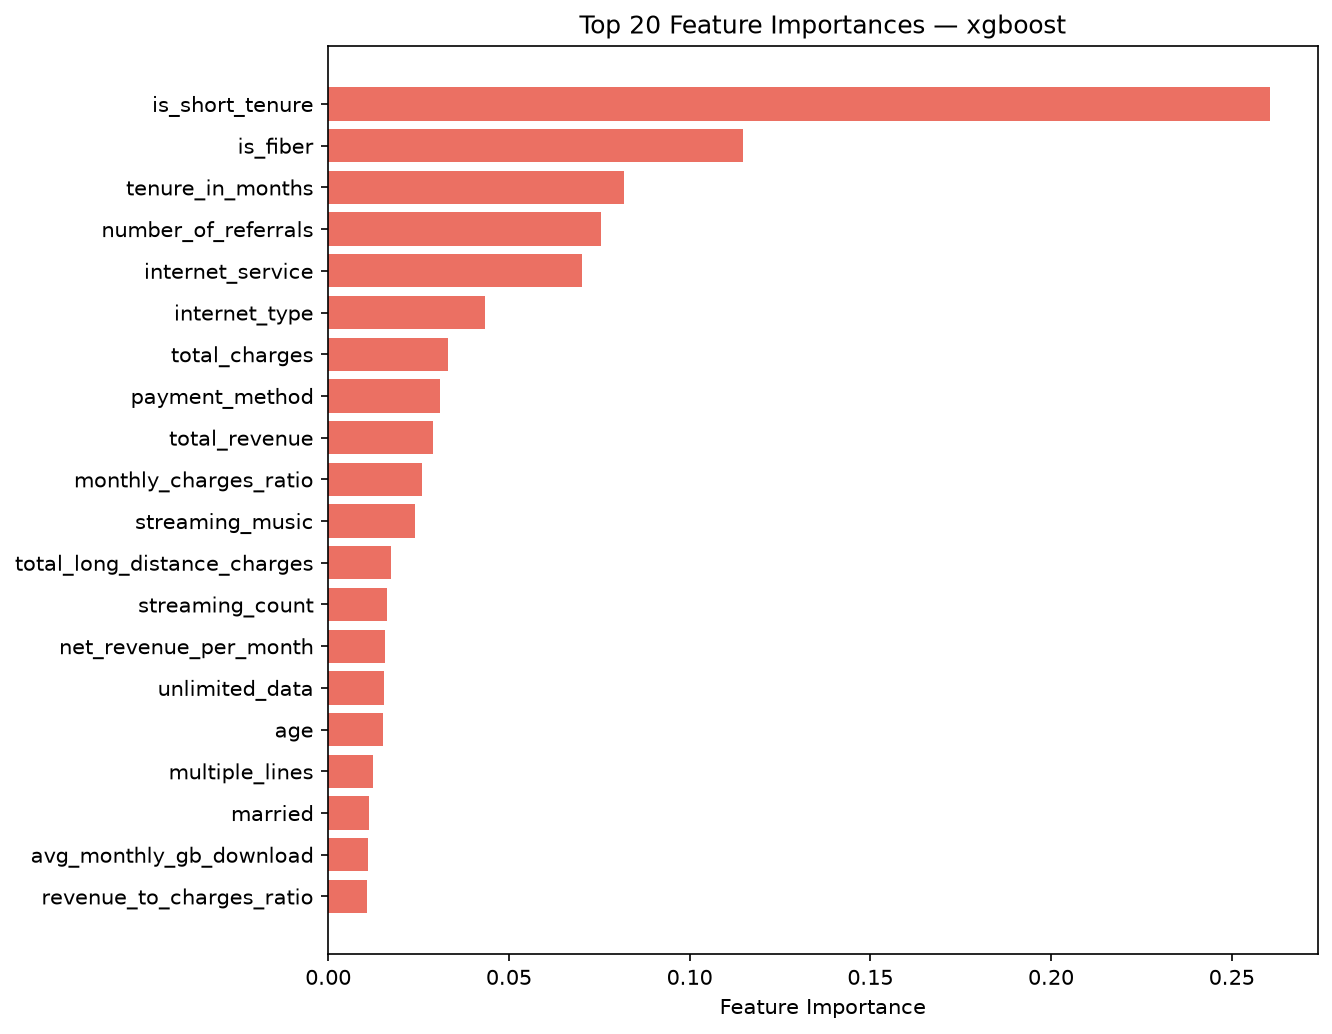 Top 20 Feature Importances — xgboost
is_short_tenure
is_fiber
tenure_in_months
number_of_referrals
internet_service
internet_type
total_charges
payment_method
total_revenue
monthly_charges_ratio
streaming_music
total_long_distance_charges
streaming_count
net_revenue_per_month
unlimited_data
age
multiple_lines
married
avg_monthly_gb_download
revenue_to_charges_ratio
0.00 0.05 0.10 0.15 0.20 0.25
Feature Importance